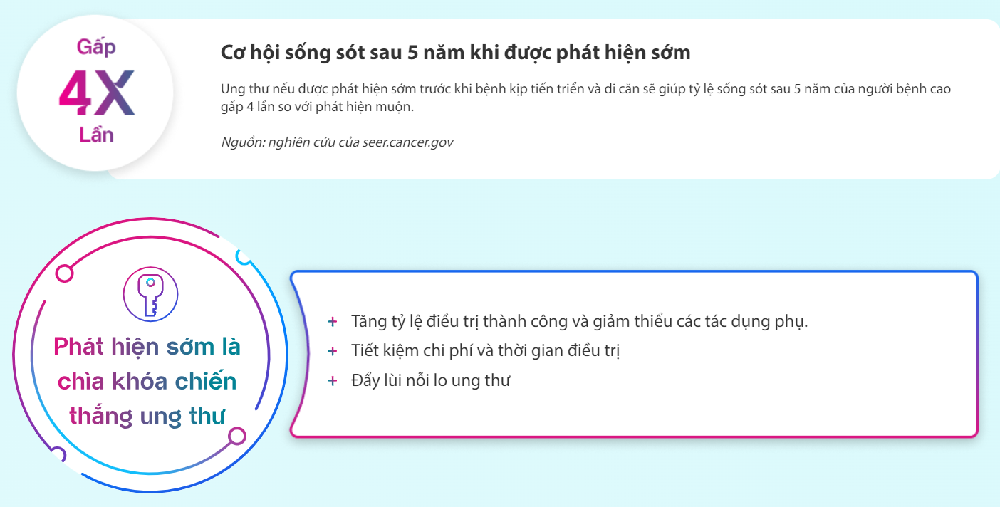 Gấp
4X
Lần
Cơ hội sống sót sau 5 năm khi được phát hiện sớm
Ung thư nếu được phát hiện sớm trước khi bệnh kịp tiến triển và di căn sẽ giúp tỷ lệ sống sót sau 5 năm của người bệnh cao
gấp 4 lần so với phát hiện muộn.
Nguồn: nghiên cứu của seer.cancer.gov
Phát hiện sớm là
chìa khóa chiến
thắng ung thư
+ Tăng tỷ lệ điều trị thành công và giảm thiểu các tác dụng phụ.
+ Tiết kiệm chi phí và thời gian điều trị
+ Đẩy lùi nỗi lo ung thư